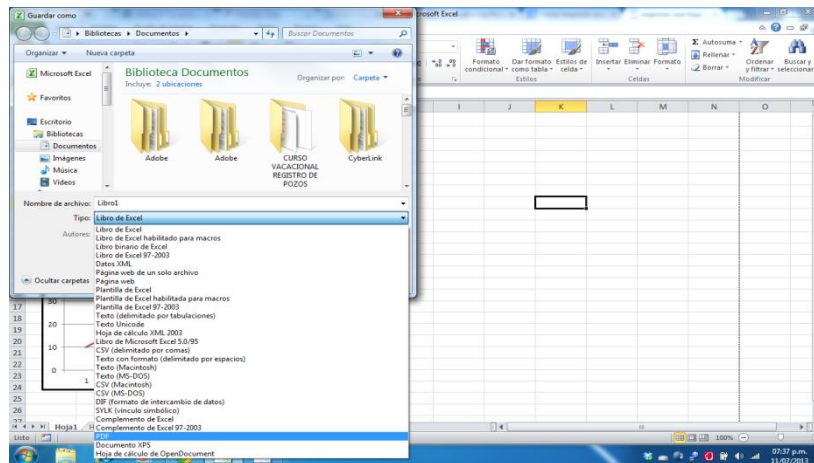 Guardar como
Microsoft Excel
Bibliotecas ▸ Documentos ▸
Buscar Documentos
Organizar
Nueva carpeta
Microsoft Excel
Biblioteca Documentos
Incluye: 2 ubicaciones
Organizar por: Carpeta
Favoritos
Escritorio
Bibliotecas
Documentos
Imágenes
Música
Vídeos
Adobe
Adobe
CURSO VACACIONAL REGISTRO DE POZOS
CyberLink
Nombre de archivo: Libro1
Tipo: Libro de Excel
Autores:
Ocultar carpetas
Libro de Excel
Libro de Excel habilitado para macros
Libro binario de Excel
Libro de Excel 97-2003
Datos XML
Página web de un solo archivo
Página web
Plantilla de Excel
Plantilla de Excel habilitada para macros
Plantilla de Excel 97-2003
Texto (delimitado por tabulaciones)
Texto Unicode
Hoja de cálculo XML 2003
Libro de Microsoft Excel 5.0/95
CSV (delimitado por comas)
Texto con formato (delimitado por espacios)
Texto (Macintosh)
Texto (MS-DOS)
CSV (Macintosh)
CSV (MS-DOS)
DIF (formato de intercambio de datos)
SYLK (vínculo simbólico)
Complemento de Excel
Complemento de Excel 97-2003
PDF
Documento XPS
Hoja de cálculo de OpenDocument
Formato condicional
Dar formato como tabla
Estilos de celda
Estilos
Insertar Eliminar Formato
Celdas
Σ Autosuma
Rellenar
Borrar
Ordenar y filtrar
Buscar y seleccionar
Modificar
I J K L M N O
17
18
19
20
21
22
23
24
25
26
27
30
20
10
0
1
Hoja1
Listo
100%
07:37 p.m.
11/07/2013